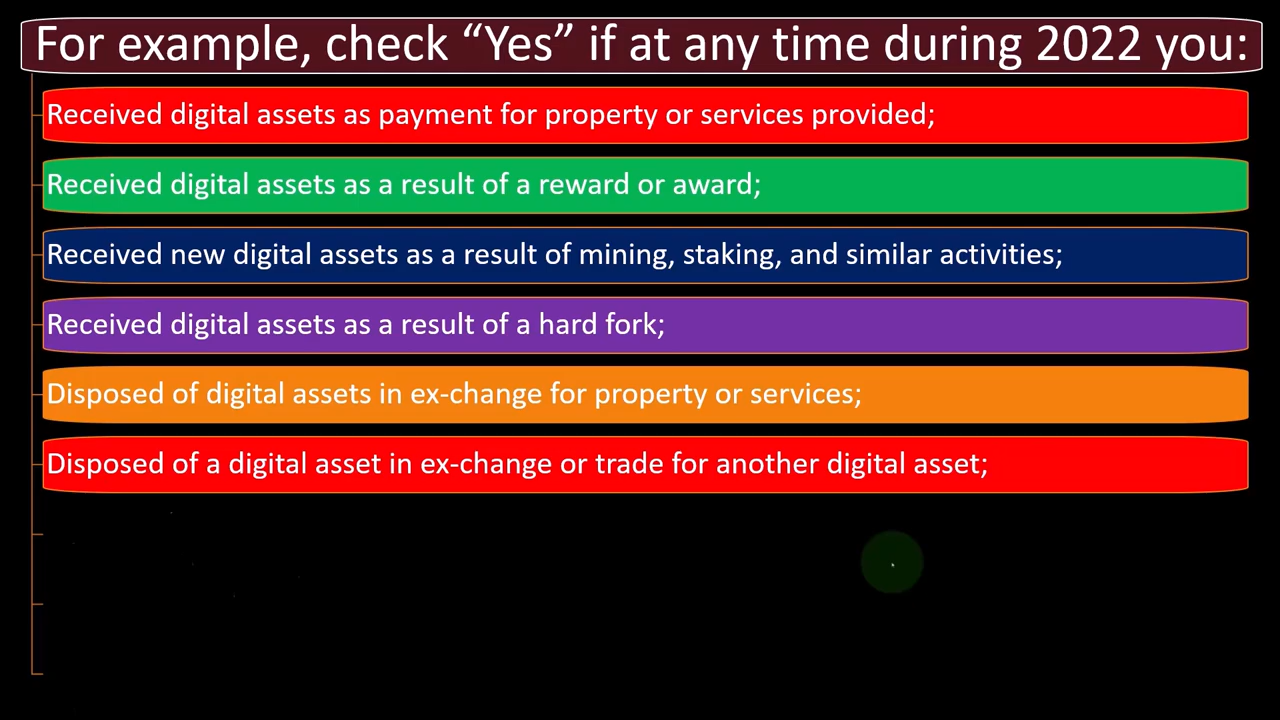 For example, check “Yes” if at any time during 2022 you:
Received digital assets as payment for property or services provided;
Received digital assets as a result of a reward or award;
Received new digital assets as a result of mining, staking, and similar activities;
Received digital assets as a result of a hard fork;
Disposed of digital assets in ex-change for property or services;
Disposed of a digital asset in ex-change or trade for another digital asset;